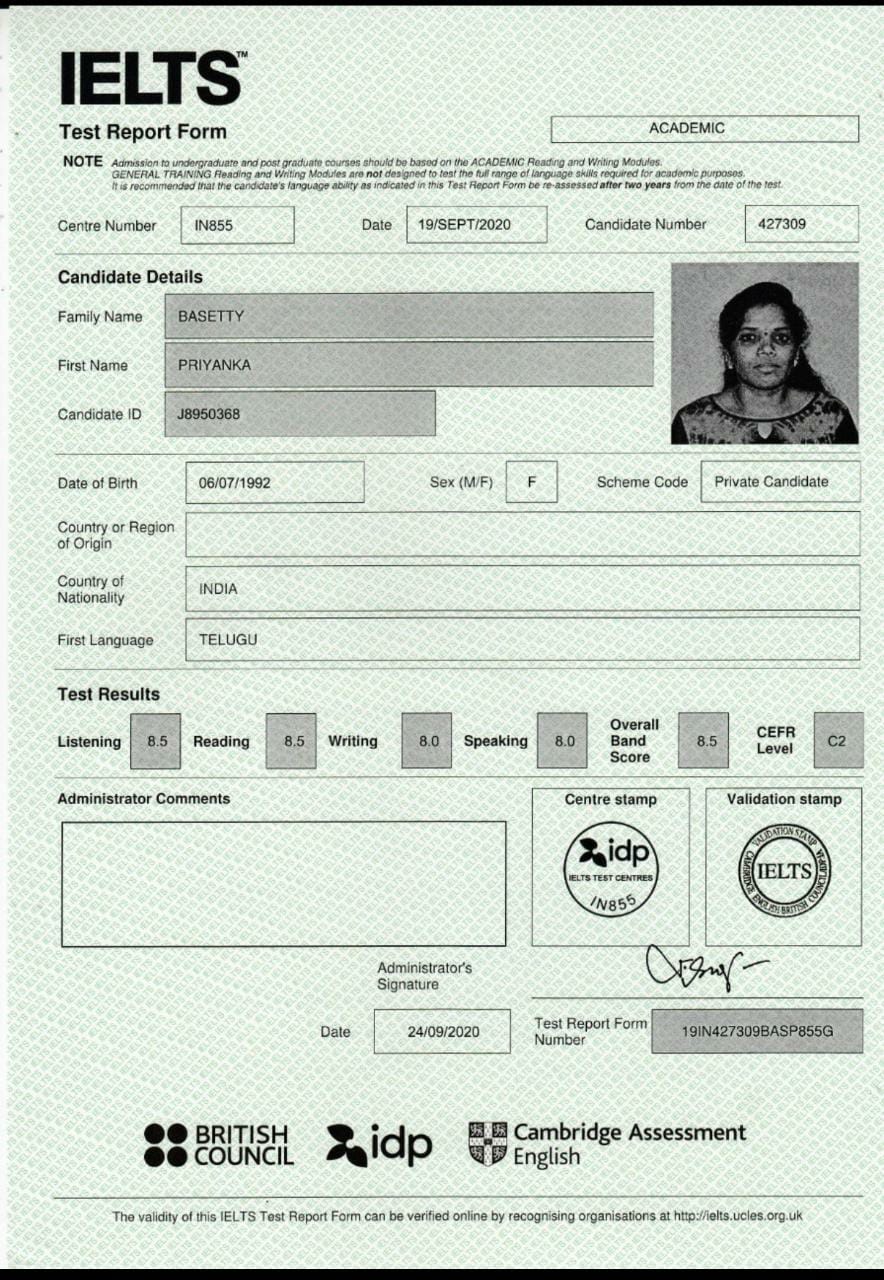 IELTS™
Test Report Form
ACADEMIC
NOTE Admission to undergraduate and post graduate courses should be based on the ACADEMIC Reading and Writing Modules.
GENERAL TRAINING Reading and Writing Modules are not designed to test the full range of language skills required for academic purposes.
It is recommended that the candidate's language ability as indicated in this Test Report Form be re-assessed after two years from the date of the test.
Centre Number IN855 Date 19/SEPT/2020 Candidate Number 427309
Candidate Details
Family Name BASETTY
First Name PRIYANKA
Candidate ID J8950368
Date of Birth 06/07/1992 Sex (M/F) F Scheme Code Private Candidate
Country or Region
of Origin
Country of
Nationality INDIA
First Language TELUGU
Test Results
Listening 8.5 Reading 8.5 Writing 8.0 Speaking 8.0 Overall Band Score 8.5 CEFR Level C2
Administrator Comments
Centre stamp
idp
IELTS TEST CENTRES
IN855
Validation stamp
VALIDATION STAMP
IELTS
Administrator's
Signature
Date 24/09/2020
Test Report Form
Number 19IN427309BASP855G
BRITISH
COUNCIL
idp
Cambridge Assessment
English
The validity of this IELTS Test Report Form can be verified online by recognising organisations at http://ielts.ucles.org.uk